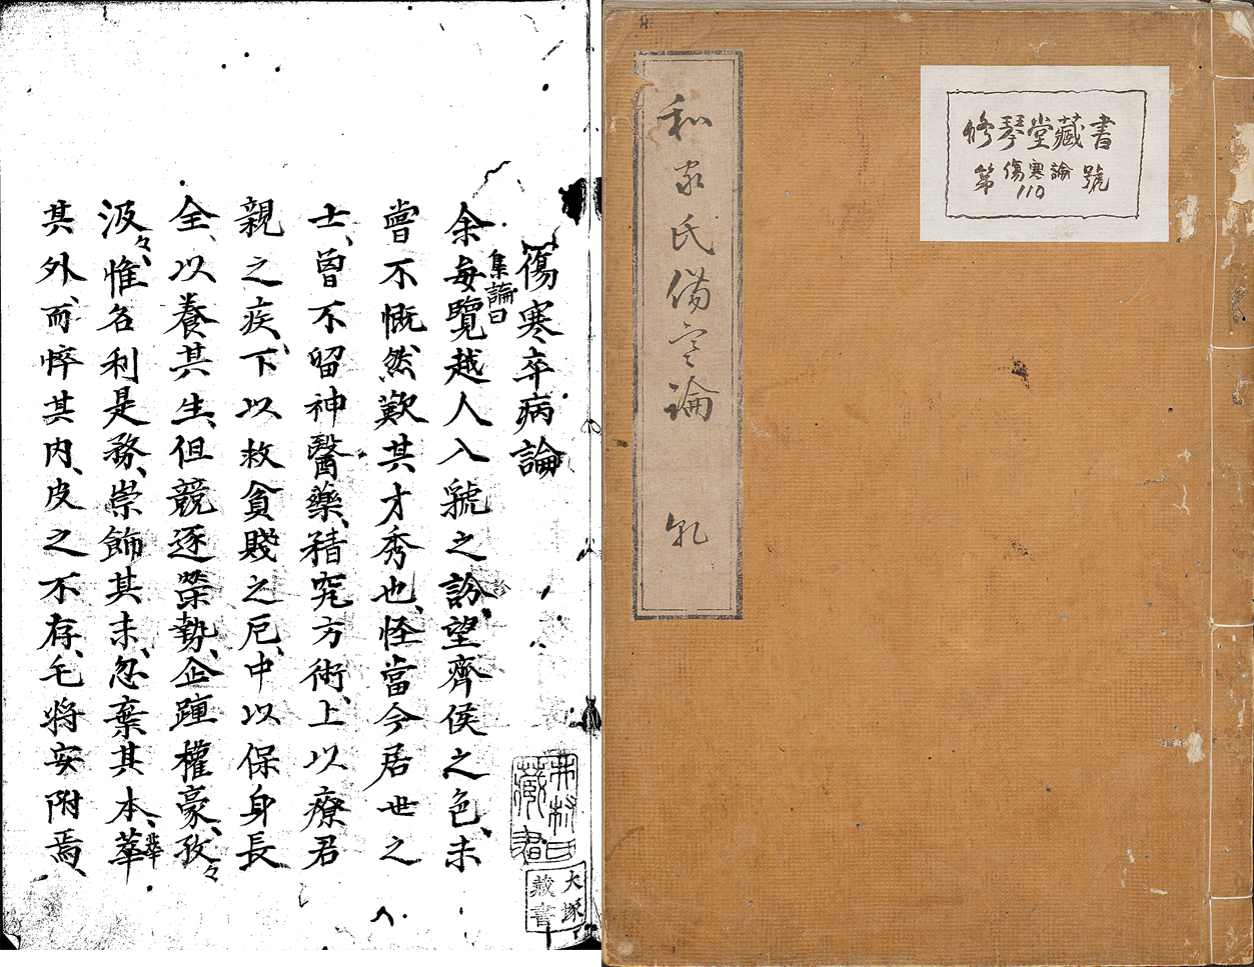 傷寒卒病論
集論曰
余每覽越人入虢之診、望齊侯之色、未
嘗不慨然歎其才秀也、怪當今居世之
士、曾不留神醫藥、精究方術、上以療君
親之疾、下以救貧賤之厄、中以保身長
全、以養其生、但競逐榮勢、企踵權豪、孜々
汲々、惟名利是務、崇飾其末、忽棄其本、華
其外、而悴其内、皮之不存、毛將安附焉、
井村氏
藏書
大塚
藏書
和氣氏傷寒論 乹
修琴堂藏書
第傷寒論號
110